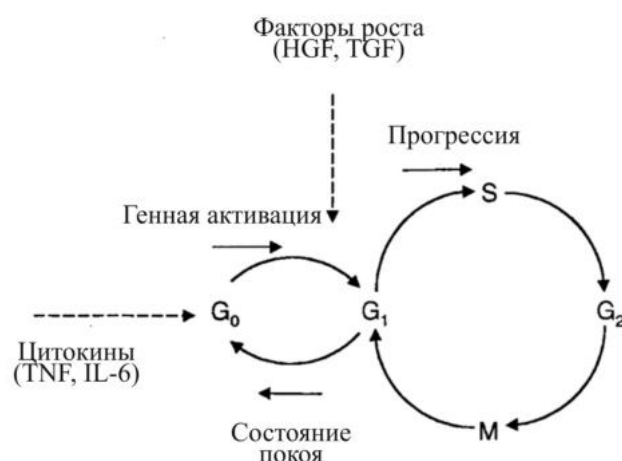 Факторы роста
(HGF, TGF)
Прогрессия
S
Генная активация
G₀
G₁
G₂
Цитокины
(TNF, IL-6)
Состояние
покоя
M